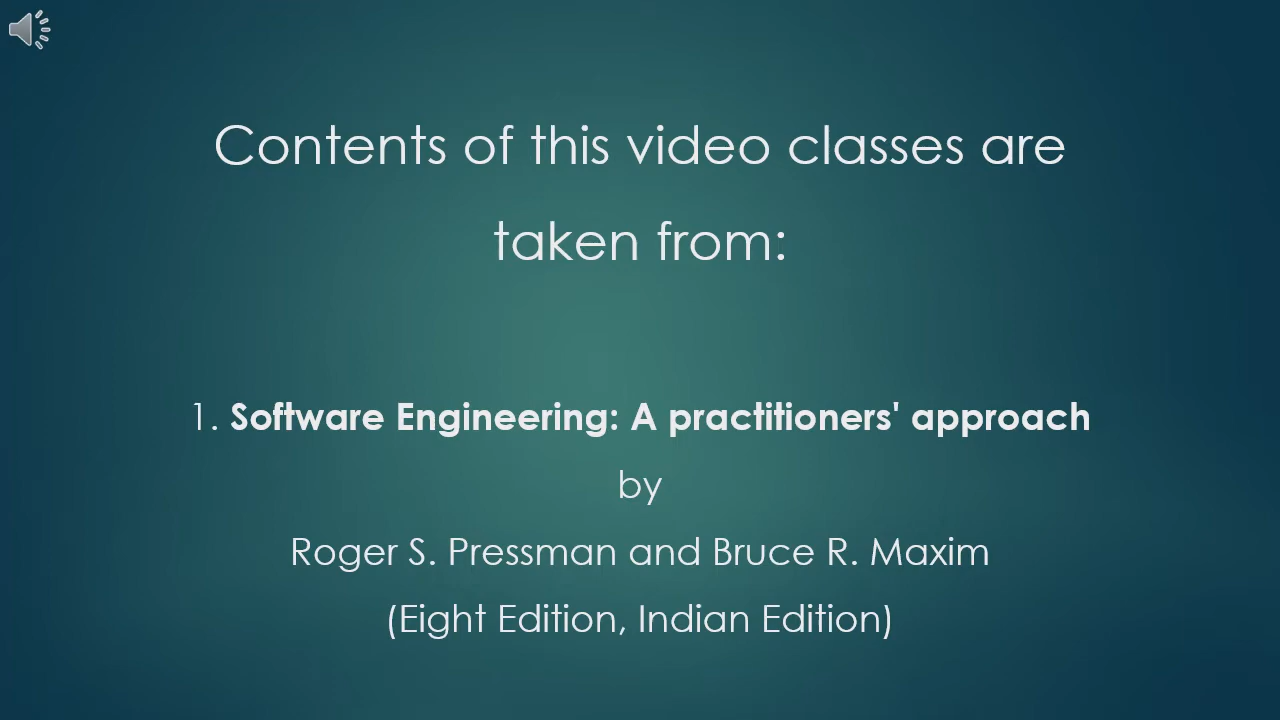 Contents of this video classes are
taken from:
1. Software Engineering: A practitioners' approach
by
Roger S. Pressman and Bruce R. Maxim
(Eight Edition, Indian Edition)